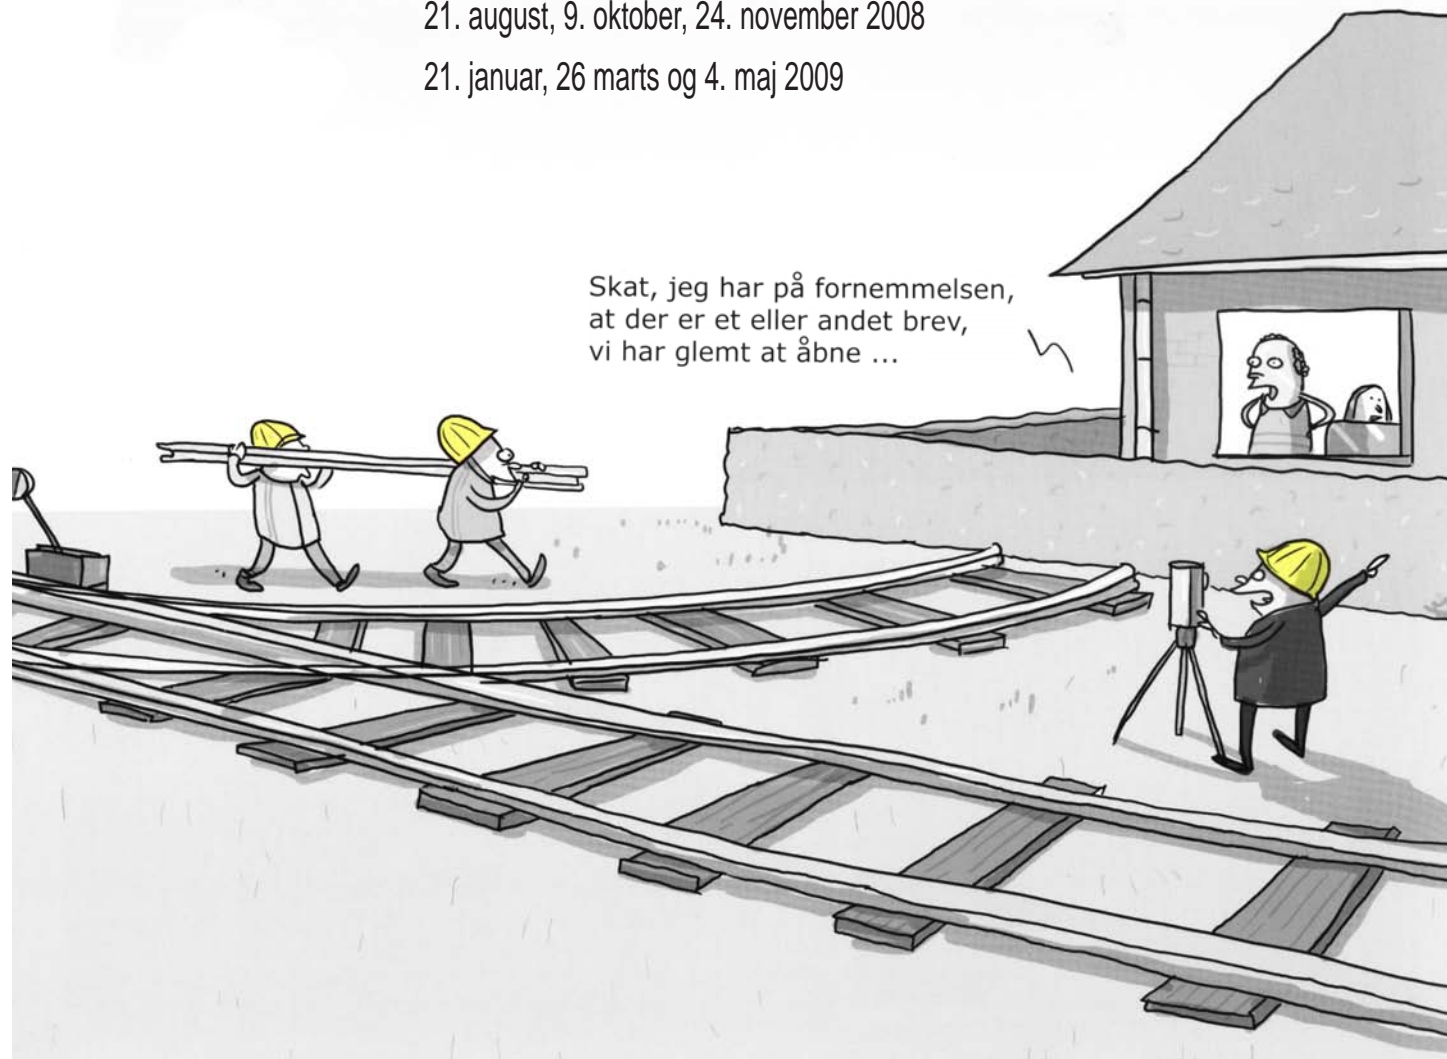 21. august, 9. oktober, 24. november 2008
21. januar, 26 marts og 4. maj 2009
Skat, jeg har på fornemmelsen,
at der er et eller andet brev,
vi har glemt at åbne ...